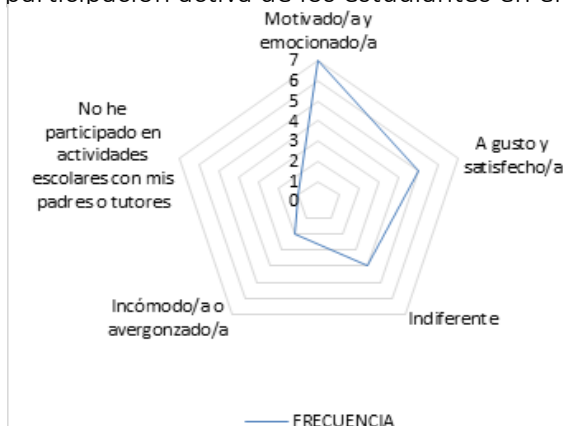 participación activa de los estudiantes en el
Motivado/a y
emocionado/a
7
6
5
4
3
2
1
0
A gusto y
satisfecho/a
Indiferente
Incómodo/a o
avergonzado/a
No he
participado en
actividades
escolares con mis
padres o tutores
FRECUENCIA